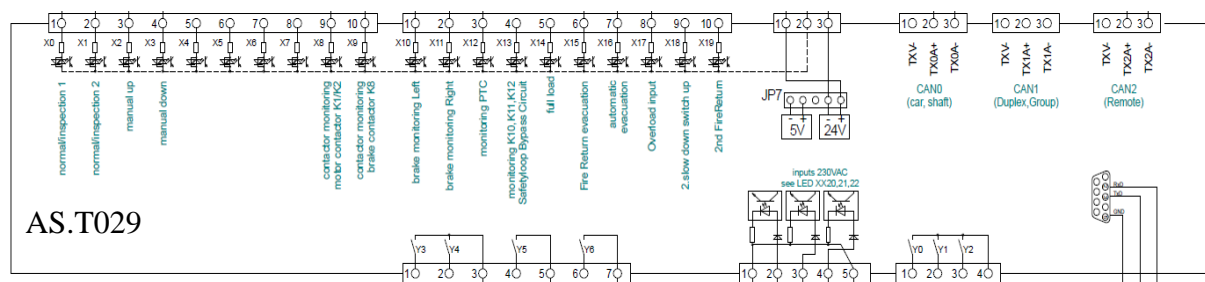 1 2 3 4 5 6 7 8 9 10
1 2 3 4 5 6 7 8 9 10
1 2 3
1 2 3
1 2 3
1 2 3
X0 X1 X2 X3 X4 X5 X6 X7 X8 X9
X10 X11 X12 X13 X14 X15 X16 X17 X18 X19
normal/inspection 1
normal/inspection 2
manual up
manual down
contactor monitoring
motor contactor K1/K2
contactor monitoring
brake contactor K8
brake monitoring Left
brake monitoring Right
monitoring PTC
monitoring K10, K11, K12
Safetyloop Bypass Circuit
full load
Fire Return evacuation
automatic
evacuation
Overload input
2.slow down switch up
2nd FireReturn
JP7
- + - +
5V 24V
TXV-
TX0A+
TX0A-
CAN0
(car, shaft)
TXV-
TX1A+
TX1A-
CAN1
(Duplex,Group)
TXV-
TX2A+
TX2A-
CAN2
(Remote)
inputs 230VAC
see LED XX20,21,22
RxD
TxD
GND
AS.T029
Y3 Y4 Y5 Y6
Y0 Y1 Y2
1 2 3 4 5 6 7
1 2 3 4 5
1 2 3 4